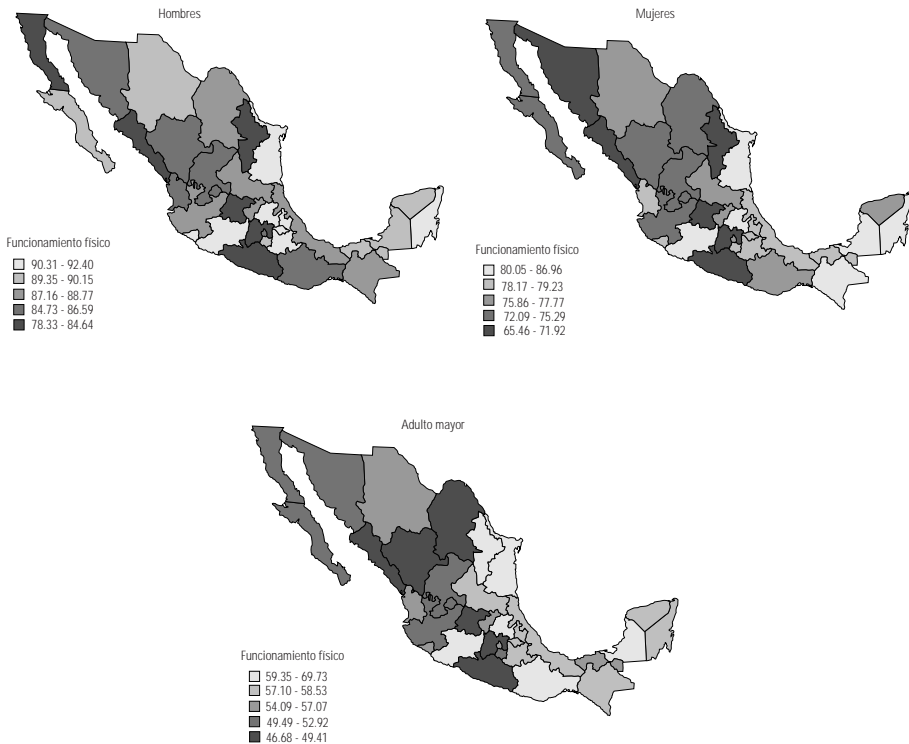 Hombres
Funcionamiento físico
90.31 - 92.40
89.35 - 90.15
87.16 - 88.77
84.73 - 86.59
78.33 - 84.64
Mujeres
Funcionamiento físico
80.05 - 86.96
78.17 - 79.23
75.86 - 77.77
72.09 - 75.29
65.46 - 71.92
Adulto mayor
Funcionamiento físico
59.35 - 69.73
57.10 - 58.53
54.09 - 57.07
49.49 - 52.92
46.68 - 49.41